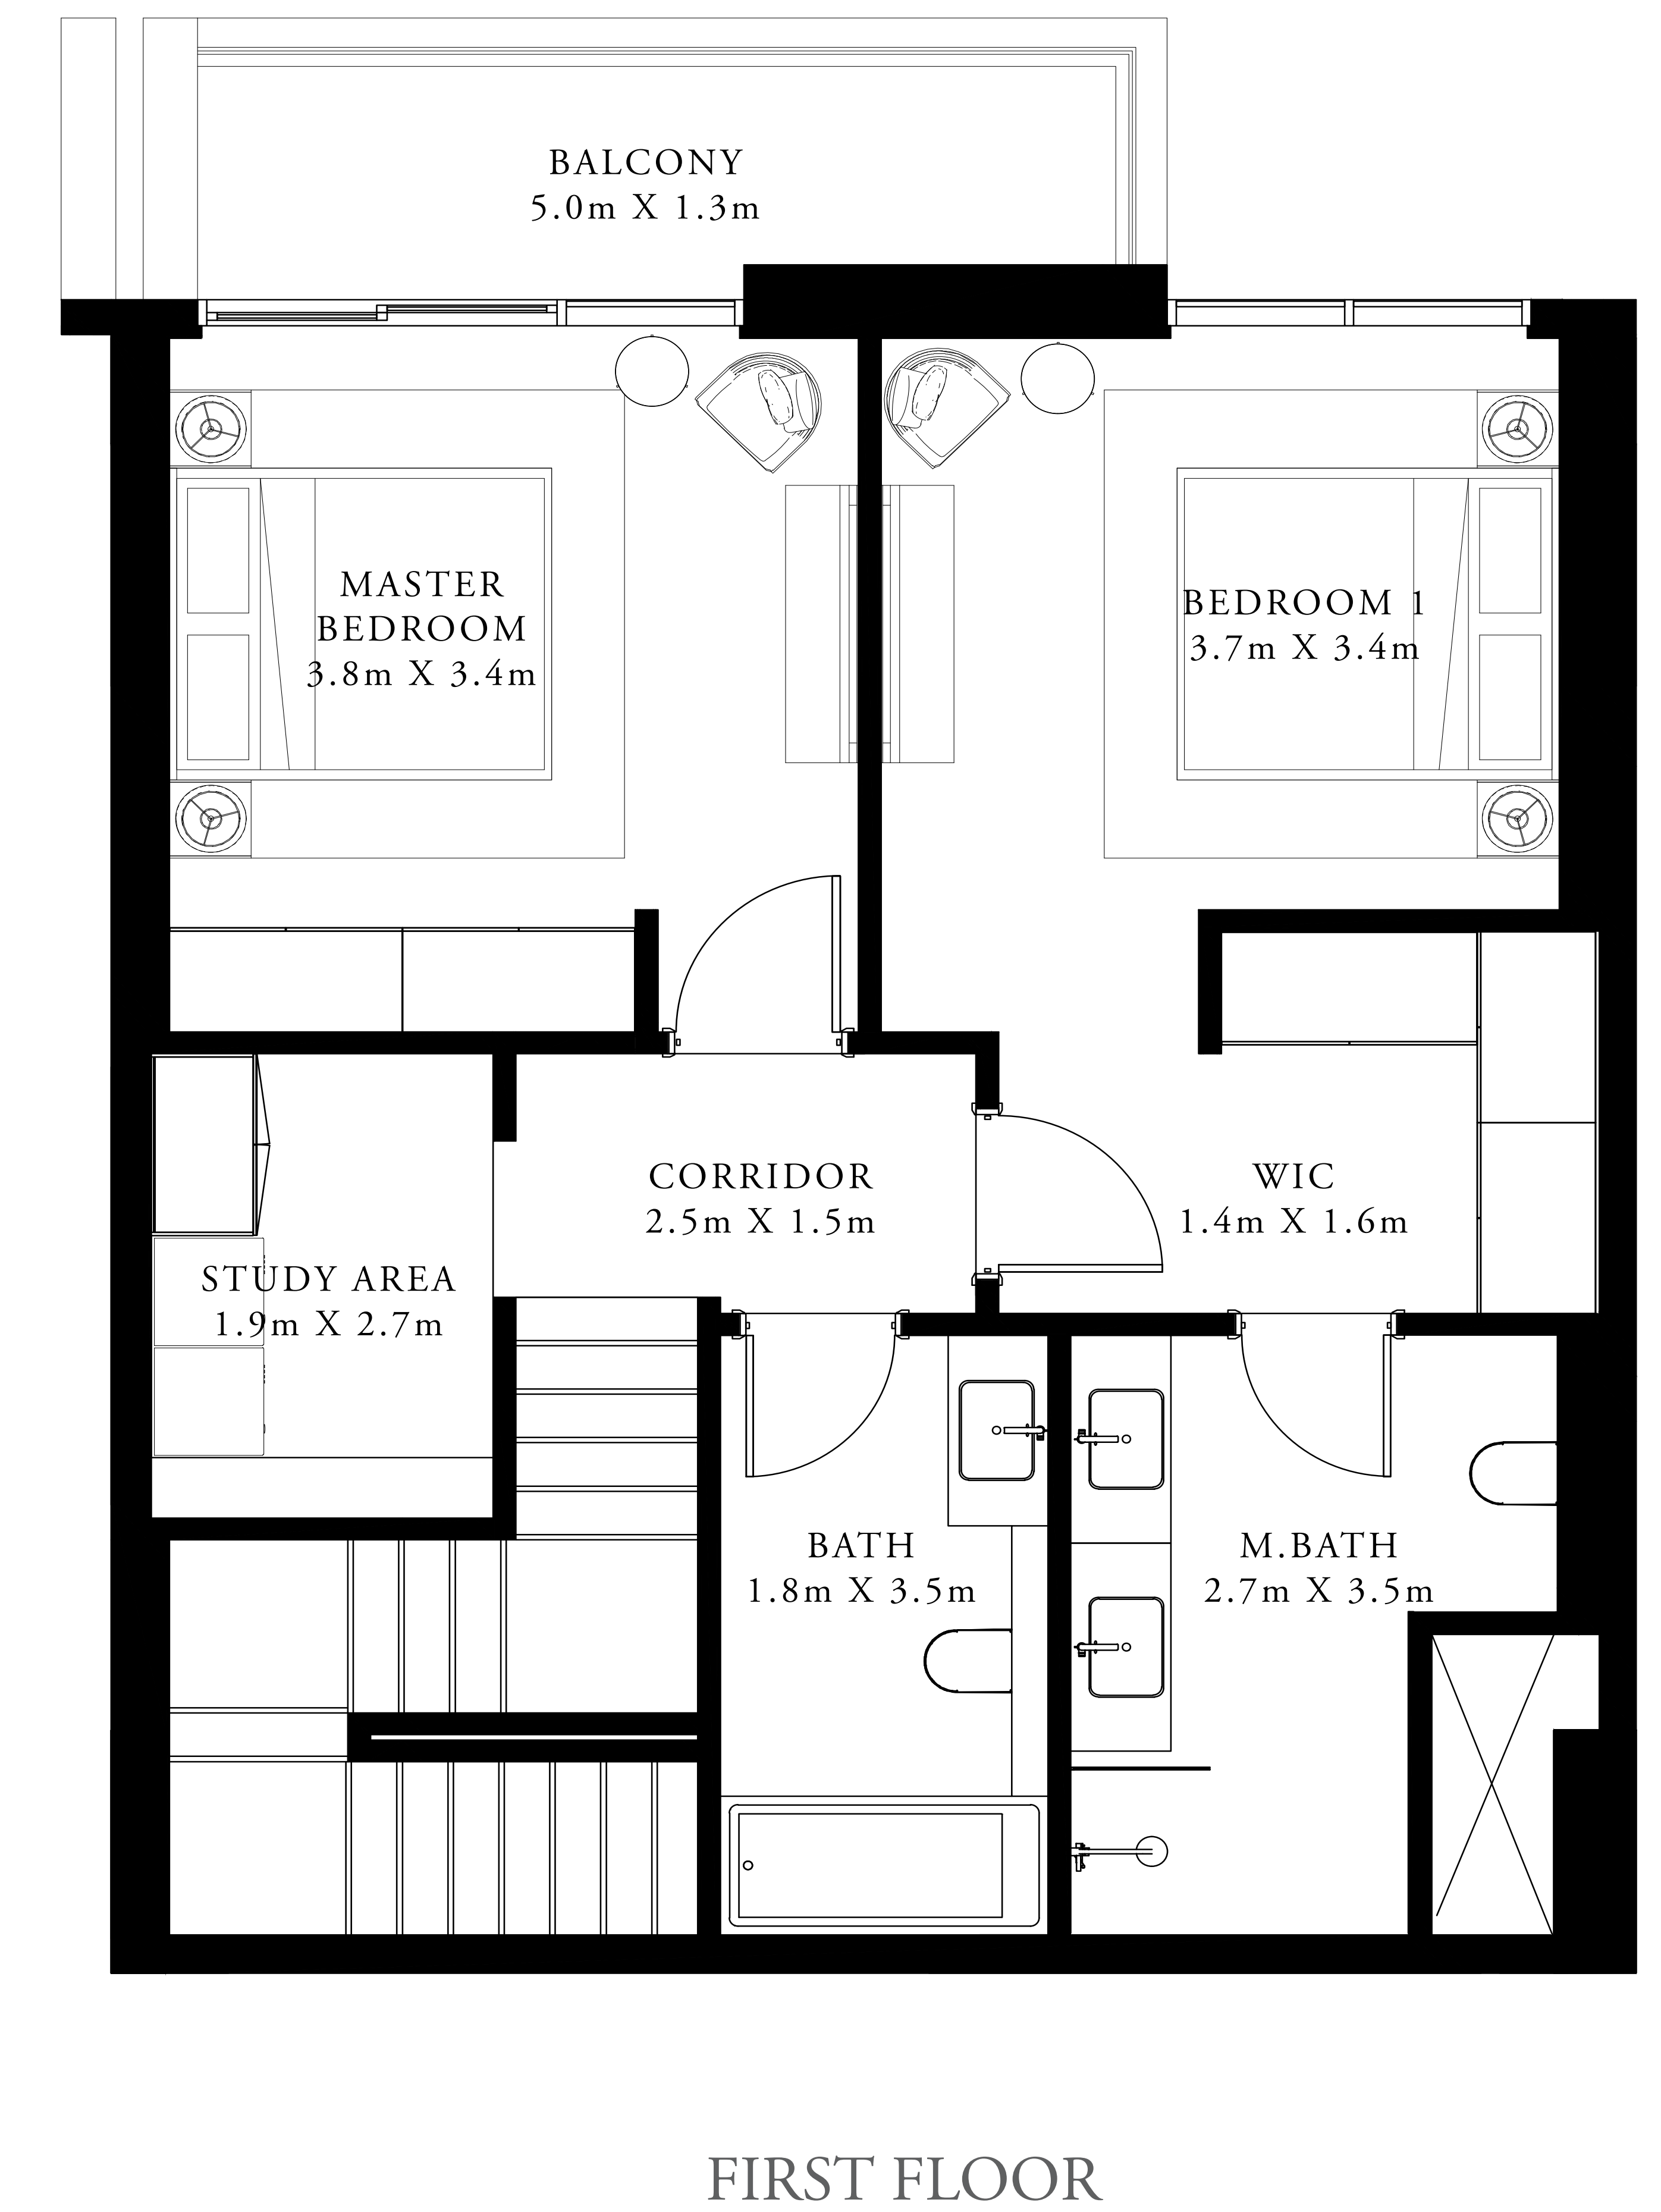 BALCONY
5.0m X 1.3m
MASTER
BEDROOM
3.8m X 3.4m
BEDROOM 1
3.7m X 3.4m
CORRIDOR
2.5m X 1.5m
WIC
1.4m X 1.6m
STUDY AREA
1.9m X 2.7m
BATH
1.8m X 3.5m
M.BATH
2.7m X 3.5m
FIRST FLOOR